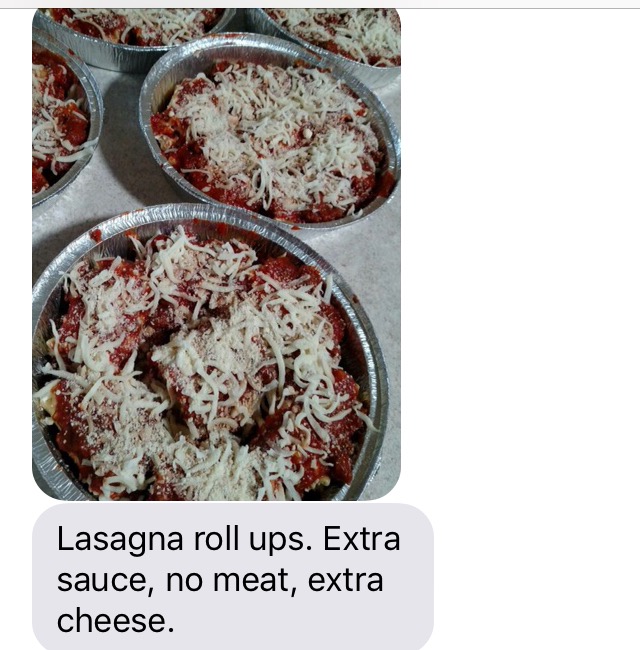 Lasagna roll ups. Extra
sauce, no meat, extra
cheese.